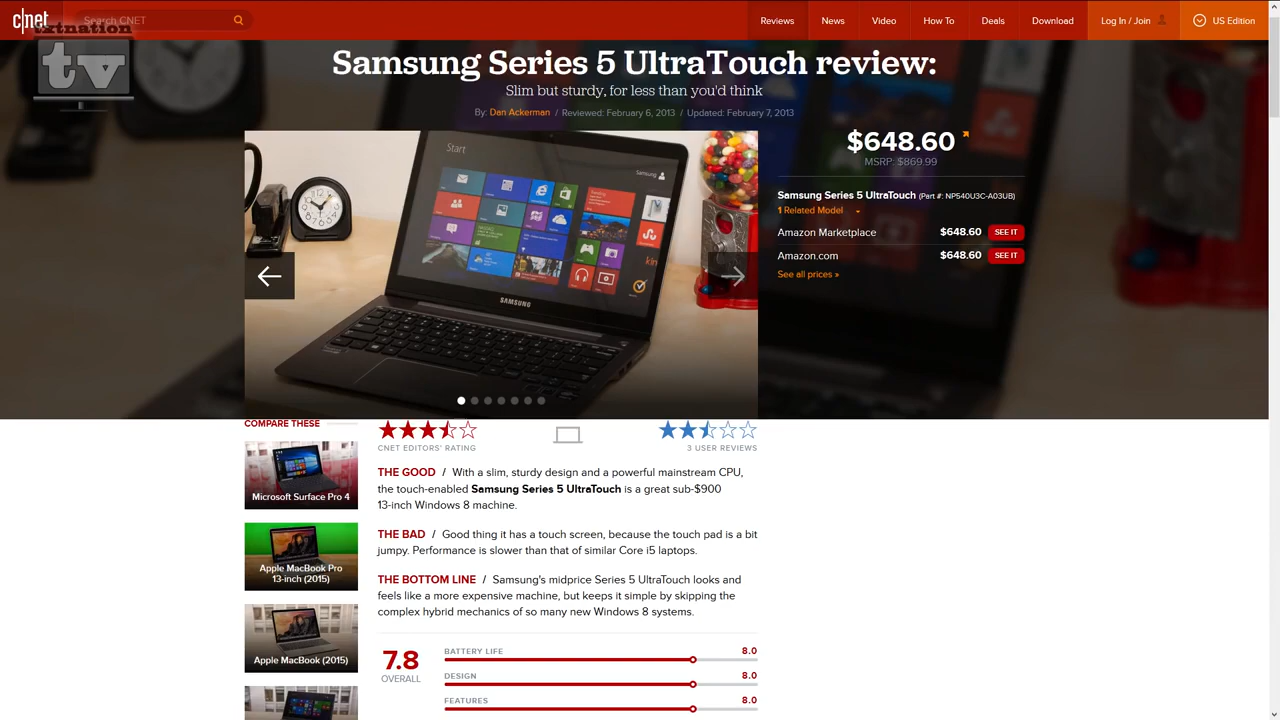 c|net
Search CNET
Reviews
News
Video
How To
Deals
Download
Log In / Join
US Edition
tv
Samsung Series 5 UltraTouch review:
Slim but sturdy, for less than you'd think
By: Dan Ackerman / Reviewed: February 6, 2013 / Updated: February 7, 2013
Start
Samsung
SAMSUNG
$648.60
MSRP: $869.99
Samsung Series 5 UltraTouch (Part #: NP540U3C-A03UB)
1 Related Model
Amazon Marketplace $648.60 SEE IT
Amazon.com $648.60 SEE IT
See all prices »
COMPARE THESE
Microsoft Surface Pro 4
Apple MacBook Pro
13-inch (2015)
Apple MacBook (2015)
CNET EDITORS' RATING
3 USER REVIEWS
THE GOOD / With a slim, sturdy design and a powerful mainstream CPU,
the touch-enabled Samsung Series 5 UltraTouch is a great sub-$900
13-inch Windows 8 machine.
THE BAD / Good thing it has a touch screen, because the touch pad is a bit
jumpy. Performance is slower than that of similar Core i5 laptops.
THE BOTTOM LINE / Samsung's midprice Series 5 UltraTouch looks and
feels like a more expensive machine, but keeps it simple by skipping the
complex hybrid mechanics of so many new Windows 8 systems.
7.8
OVERALL
BATTERY LIFE 8.0
DESIGN 8.0
FEATURES 8.0